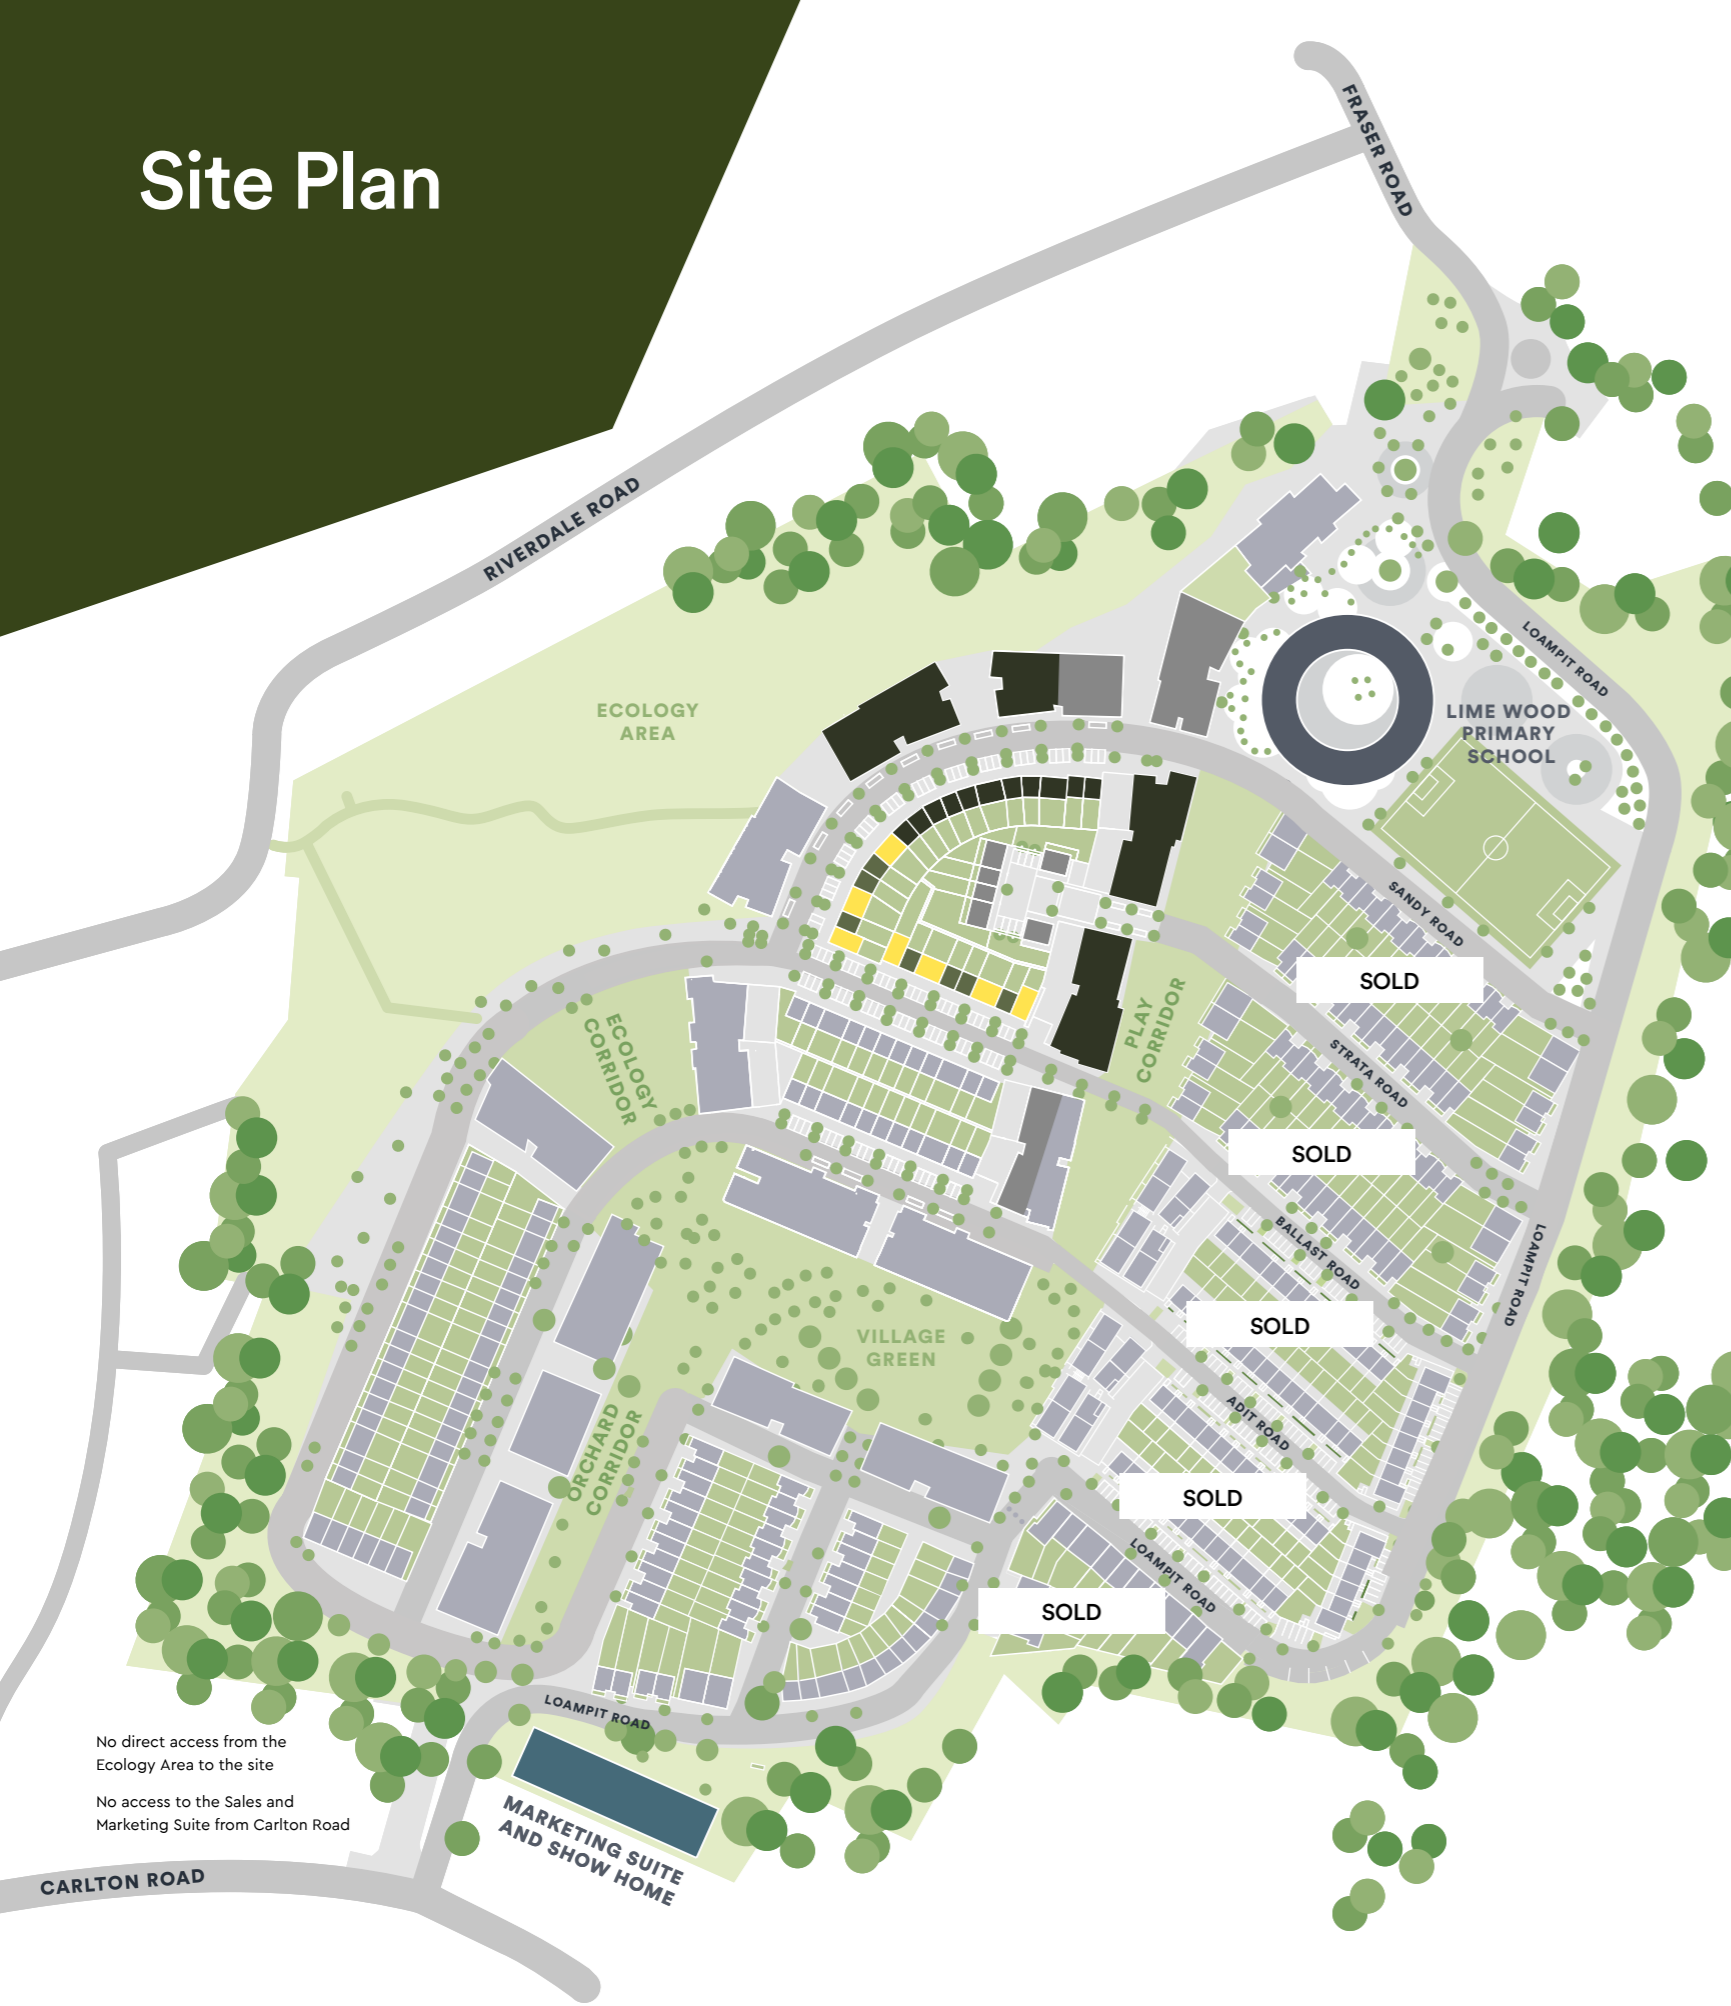 Site Plan
FRASER ROAD
RIVERDALE ROAD
LOAMPIT ROAD
ECOLOGY
AREA
LIME WOOD
PRIMARY
SCHOOL
SANDY ROAD
SOLD
PLAY
CORRIDOR
ECOLOGY
CORRIDOR
STRATA ROAD
SOLD
BALLAST ROAD
LOAMPIT ROAD
SOLD
VILLAGE
GREEN
ADIT ROAD
ORCHARD
CORRIDOR
SOLD
LOAMPIT ROAD
SOLD
LOAMPIT ROAD
No direct access from the
Ecology Area to the site
No access to the Sales and
Marketing Suite from Carlton Road
MARKETING SUITE
AND SHOW HOME
CARLTON ROAD